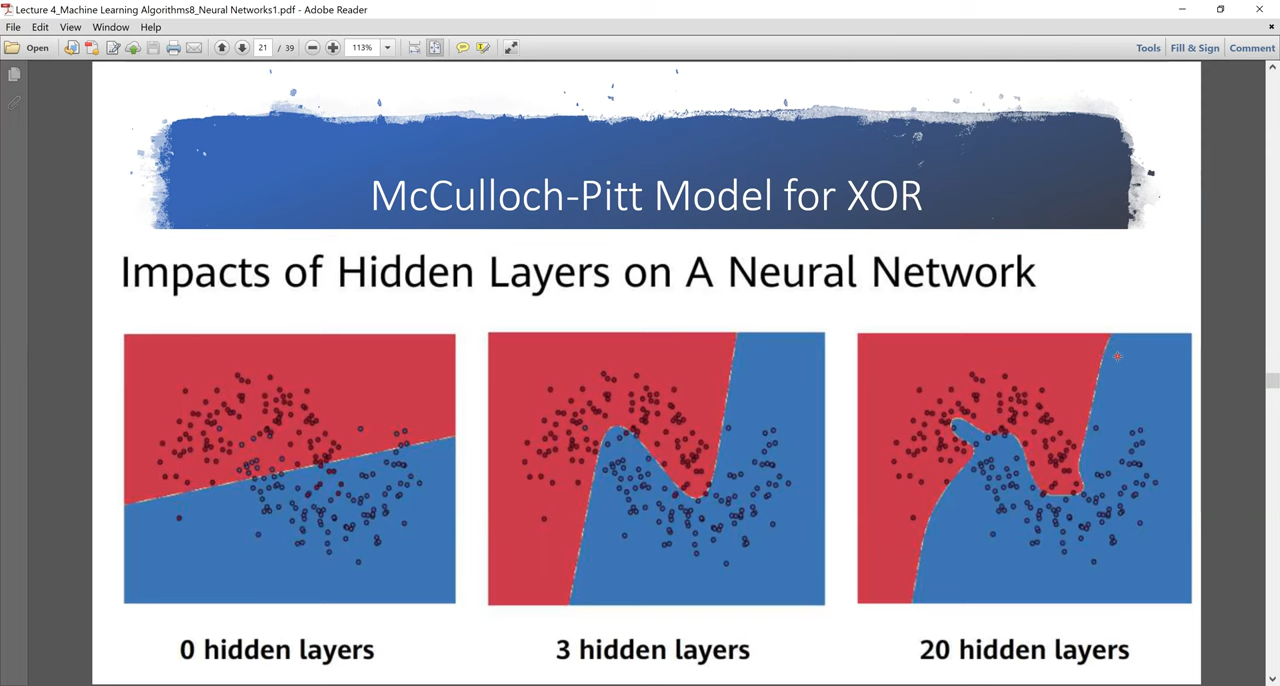 Lecture 4_Machine Learning Algorithms8_Neural Networks1.pdf - Adobe Reader
File Edit View Window Help
Open 21 / 39 113% Tools Fill & Sign Comment
McCulloch-Pitt Model for XOR
Impacts of Hidden Layers on A Neural Network
0 hidden layers 3 hidden layers 20 hidden layers